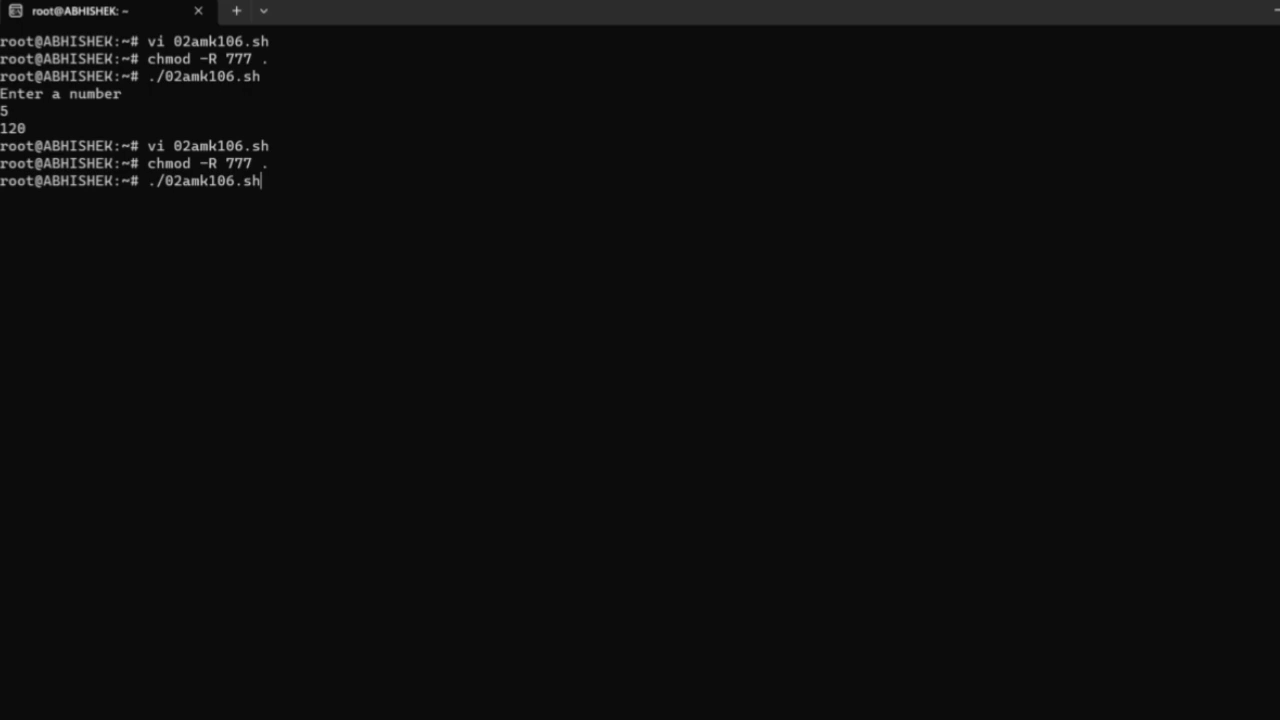 root@ABHISHEK: ~
root@ABHISHEK:~# vi 02amk106.sh
root@ABHISHEK:~# chmod -R 777 .
root@ABHISHEK:~# ./02amk106.sh
Enter a number
5
120
root@ABHISHEK:~# vi 02amk106.sh
root@ABHISHEK:~# chmod -R 777 .
root@ABHISHEK:~# ./02amk106.sh